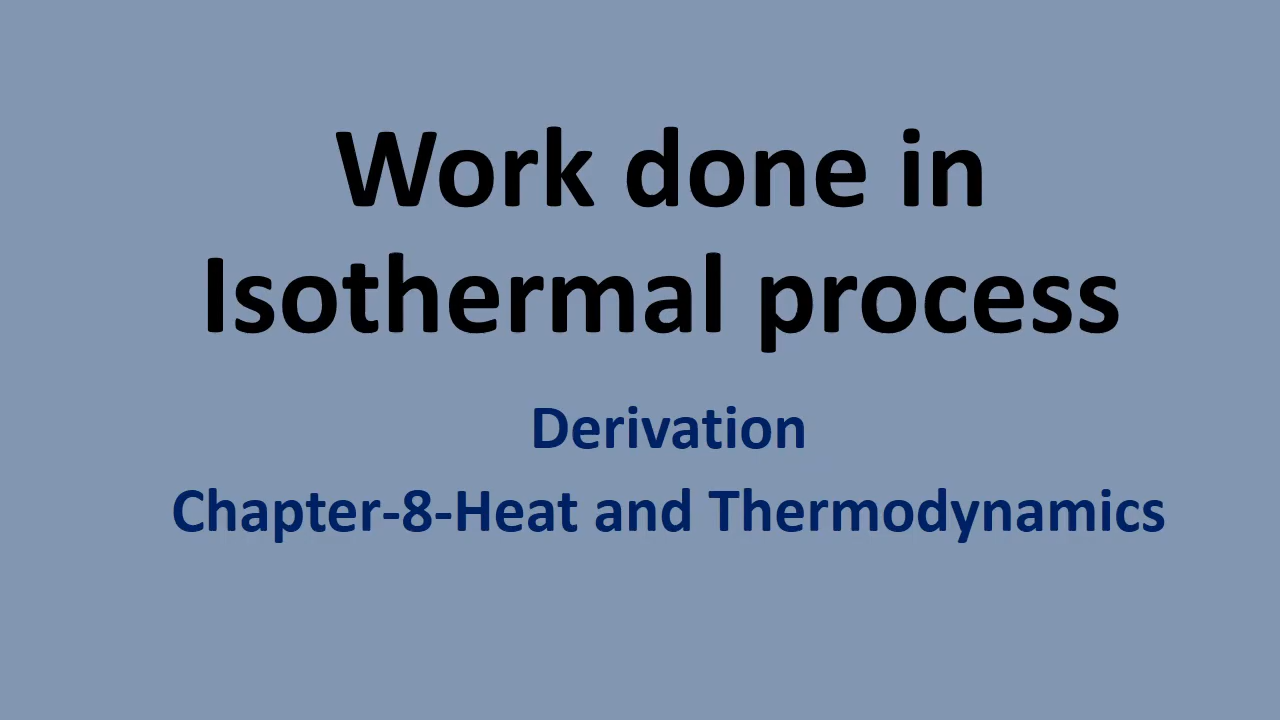 Work done in
Isothermal process
Derivation
Chapter-8-Heat and Thermodynamics